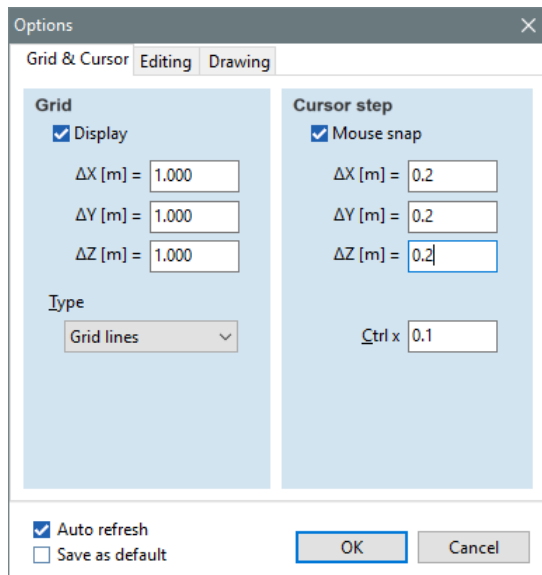 Options
Grid & Cursor Editing Drawing
Grid
Display
ΔX [m] = 1.000
ΔY [m] = 1.000
ΔZ [m] = 1.000
Type
Grid lines
Cursor step
Mouse snap
ΔX [m] = 0.2
ΔY [m] = 0.2
ΔZ [m] = 0.2
Ctrl x 0.1
Auto refresh
Save as default
OK
Cancel